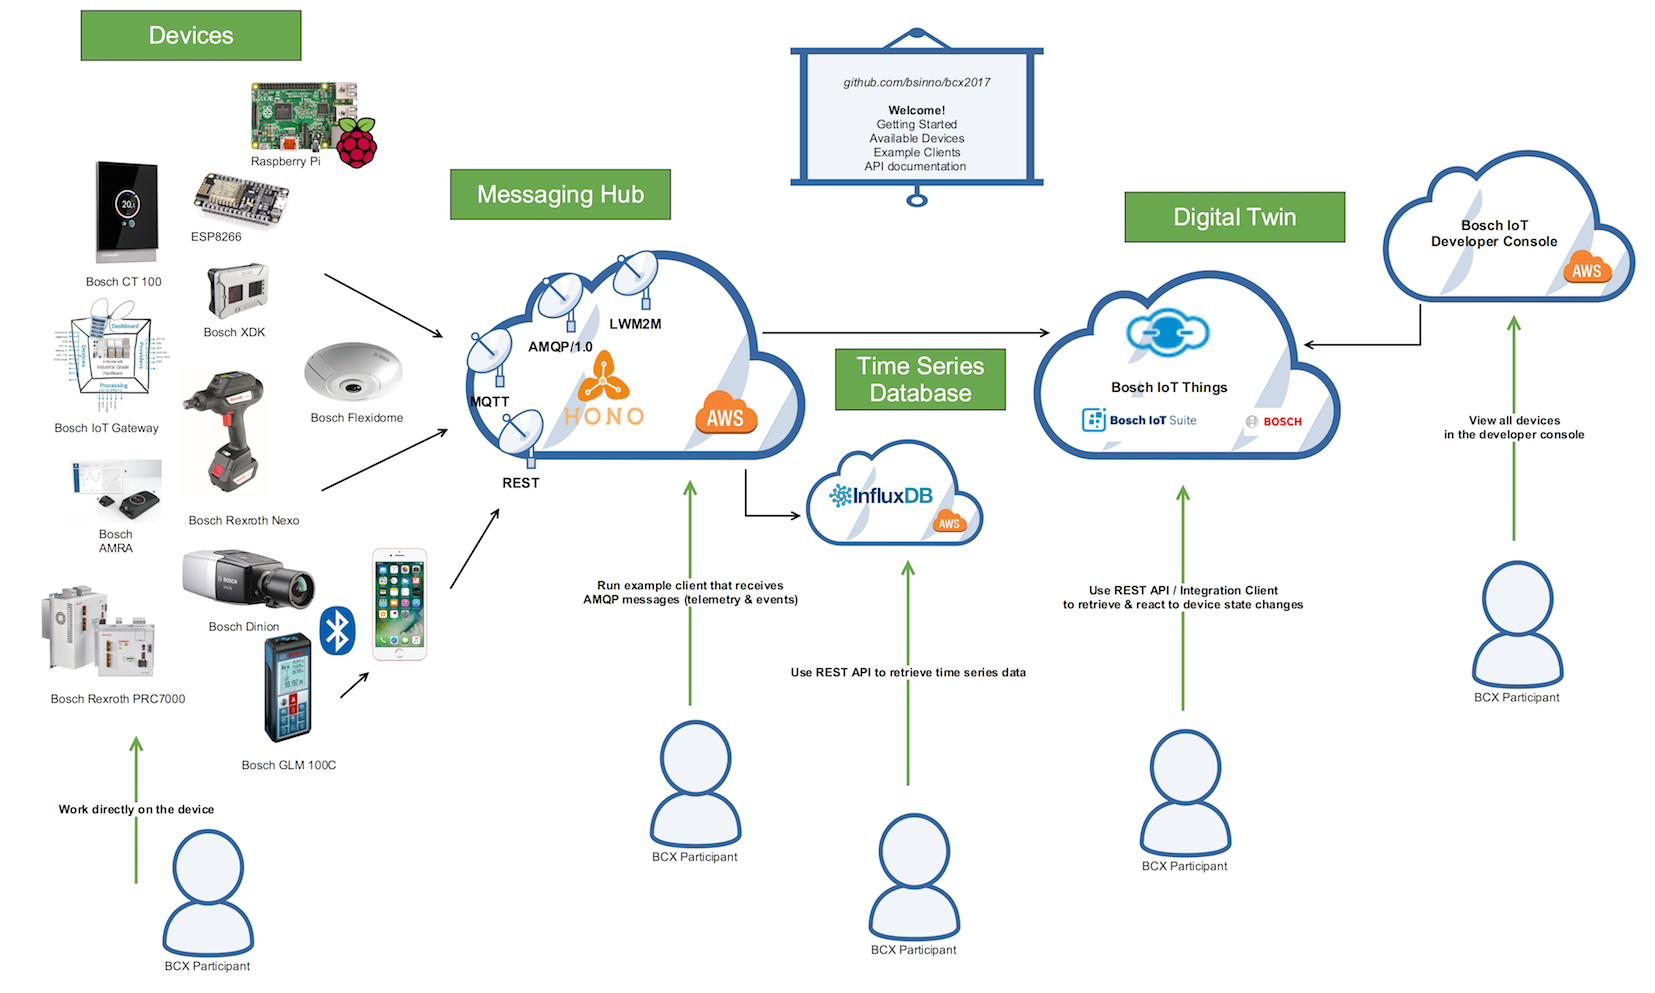 Devices
github.com/bsinno/bcx2017
Welcome!
Getting Started
Available Devices
Example Clients
API documentation
Raspberry Pi
Messaging Hub
Digital Twin
Bosch IoT
Developer Console
AWS
ESP8266
Bosch CT 100
Bosch XDK
Dashboard
Processing
Bosch IoT Gateway
Bosch Flexidome
Bosch Rexroth Nexo
Bosch
AMRA
BOSCH
Bosch Dinion
Bosch Rexroth PRC7000
Bosch GLM 100C
LWM2M
AMQP/1.0
MQTT
HONO
AWS
REST
Time Series
Database
InfluxDB
AWS
Bosch IoT Things
Bosch IoT Suite
BOSCH
View all devices
in the developer console
Run example client that receives
AMQP messages (telemetry & events)
Use REST API / Integration Client
to retrieve & react to device state changes
Use REST API to retrieve time series data
Work directly on the device
BCX Participant
BCX Participant
BCX Participant
BCX Participant
BCX Participant